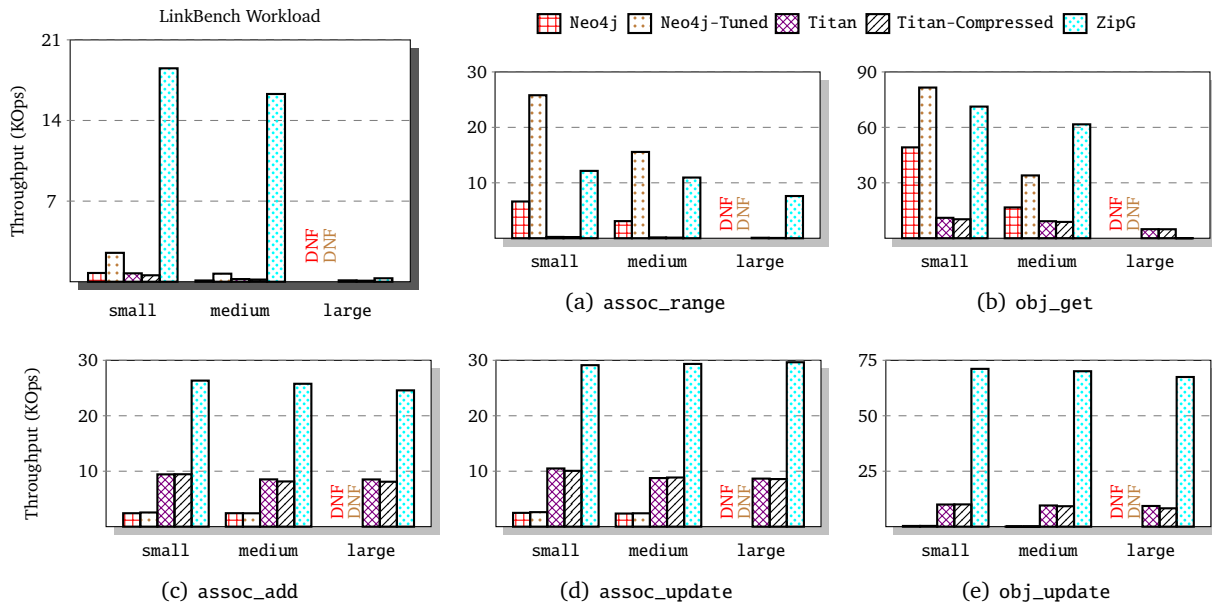 LinkBench Workload
Throughput (KOps)
21
14
7
DNF
DNF
small medium large
Neo4j Neo4j-Tuned Titan Titan-Compressed ZipG
30
20
10
DNF
DNF
small medium large
(a) assoc_range
90
60
30
DNF
DNF
small medium large
(b) obj_get
Throughput (KOps)
30
20
10
DNF
DNF
small medium large
(c) assoc_add
30
20
10
DNF
DNF
small medium large
(d) assoc_update
75
50
25
DNF
DNF
small medium large
(e) obj_update